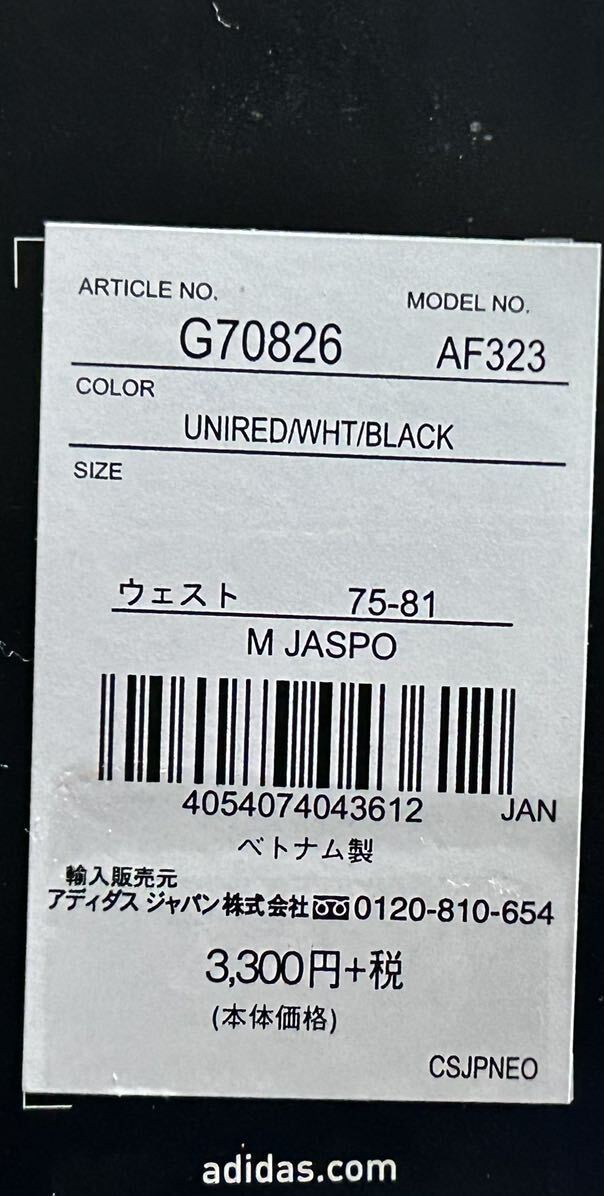 ARTICLE NO. MODEL NO.
G70826 AF323
COLOR
UNIRED/WHT/BLACK
SIZE
ウェスト 75-81
M JASPO
4054074043612 JAN
ベトナム製
輸入販売元
アディダス ジャパン株式会社 0120-810-654
3,300円+税
(本体価格)
CSJPNEO
adidas.com